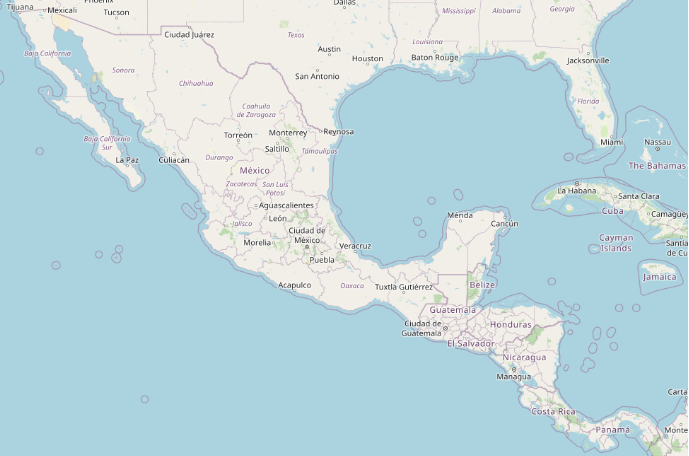 Phoenix
Dallas
Mississippi
Alabama
Georgia
Tijuana
Mexicali
Tucson
Ciudad Juárez
Texas
Louisiana
Austin
Houston
Baton Rouge
Jacksonville
Baja California
Sonora
Chihuahua
San Antonio
Florida
Coahuila
de Zaragoza
Torreón
Monterrey
Reynosa
Saltillo
Miami
Nassau
Baja California
Sur
La Paz
Culiacán
Durango
Tamaulipas
México
The Bahamas
Zacatecas
San Luis
Potosí
La Habana
Santa Clara
Aguascalientes
León
Jalisco
Mérida
Cancún
Cuba
Camagüey
Ciudad de
México
Morelia
Veracruz
Puebla
Cayman
Islands
Santia
de Cu
Acapulco
Oaxaca
Tuxtla Gutiérrez
Belize
Jamaica
Guatemala
Ciudad de
Guatemala
Honduras
El Salvador
Nicaragua
Managua
Costa Rica
Panamá
Carta
Monte